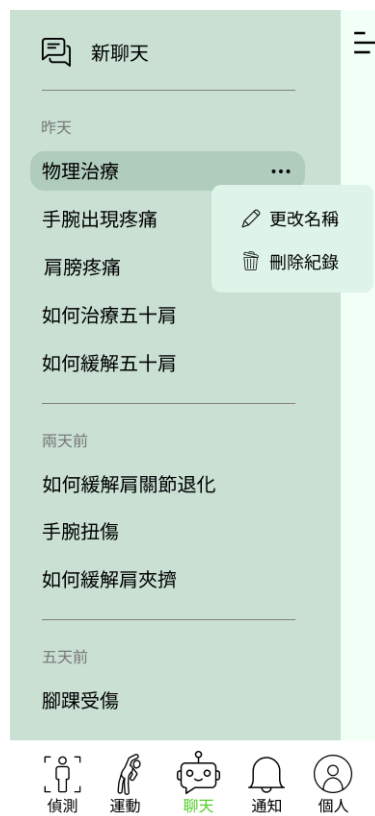 新聊天
昨天
物理治療
手腕出現疼痛
更改名稱
肩膀疼痛
刪除紀錄
如何治療五十肩
如何緩解五十肩
兩天前
如何緩解肩關節退化
手腕扭傷
如何緩解肩夾擠
五天前
腳踝受傷
偵測
運動
聊天
通知
個人